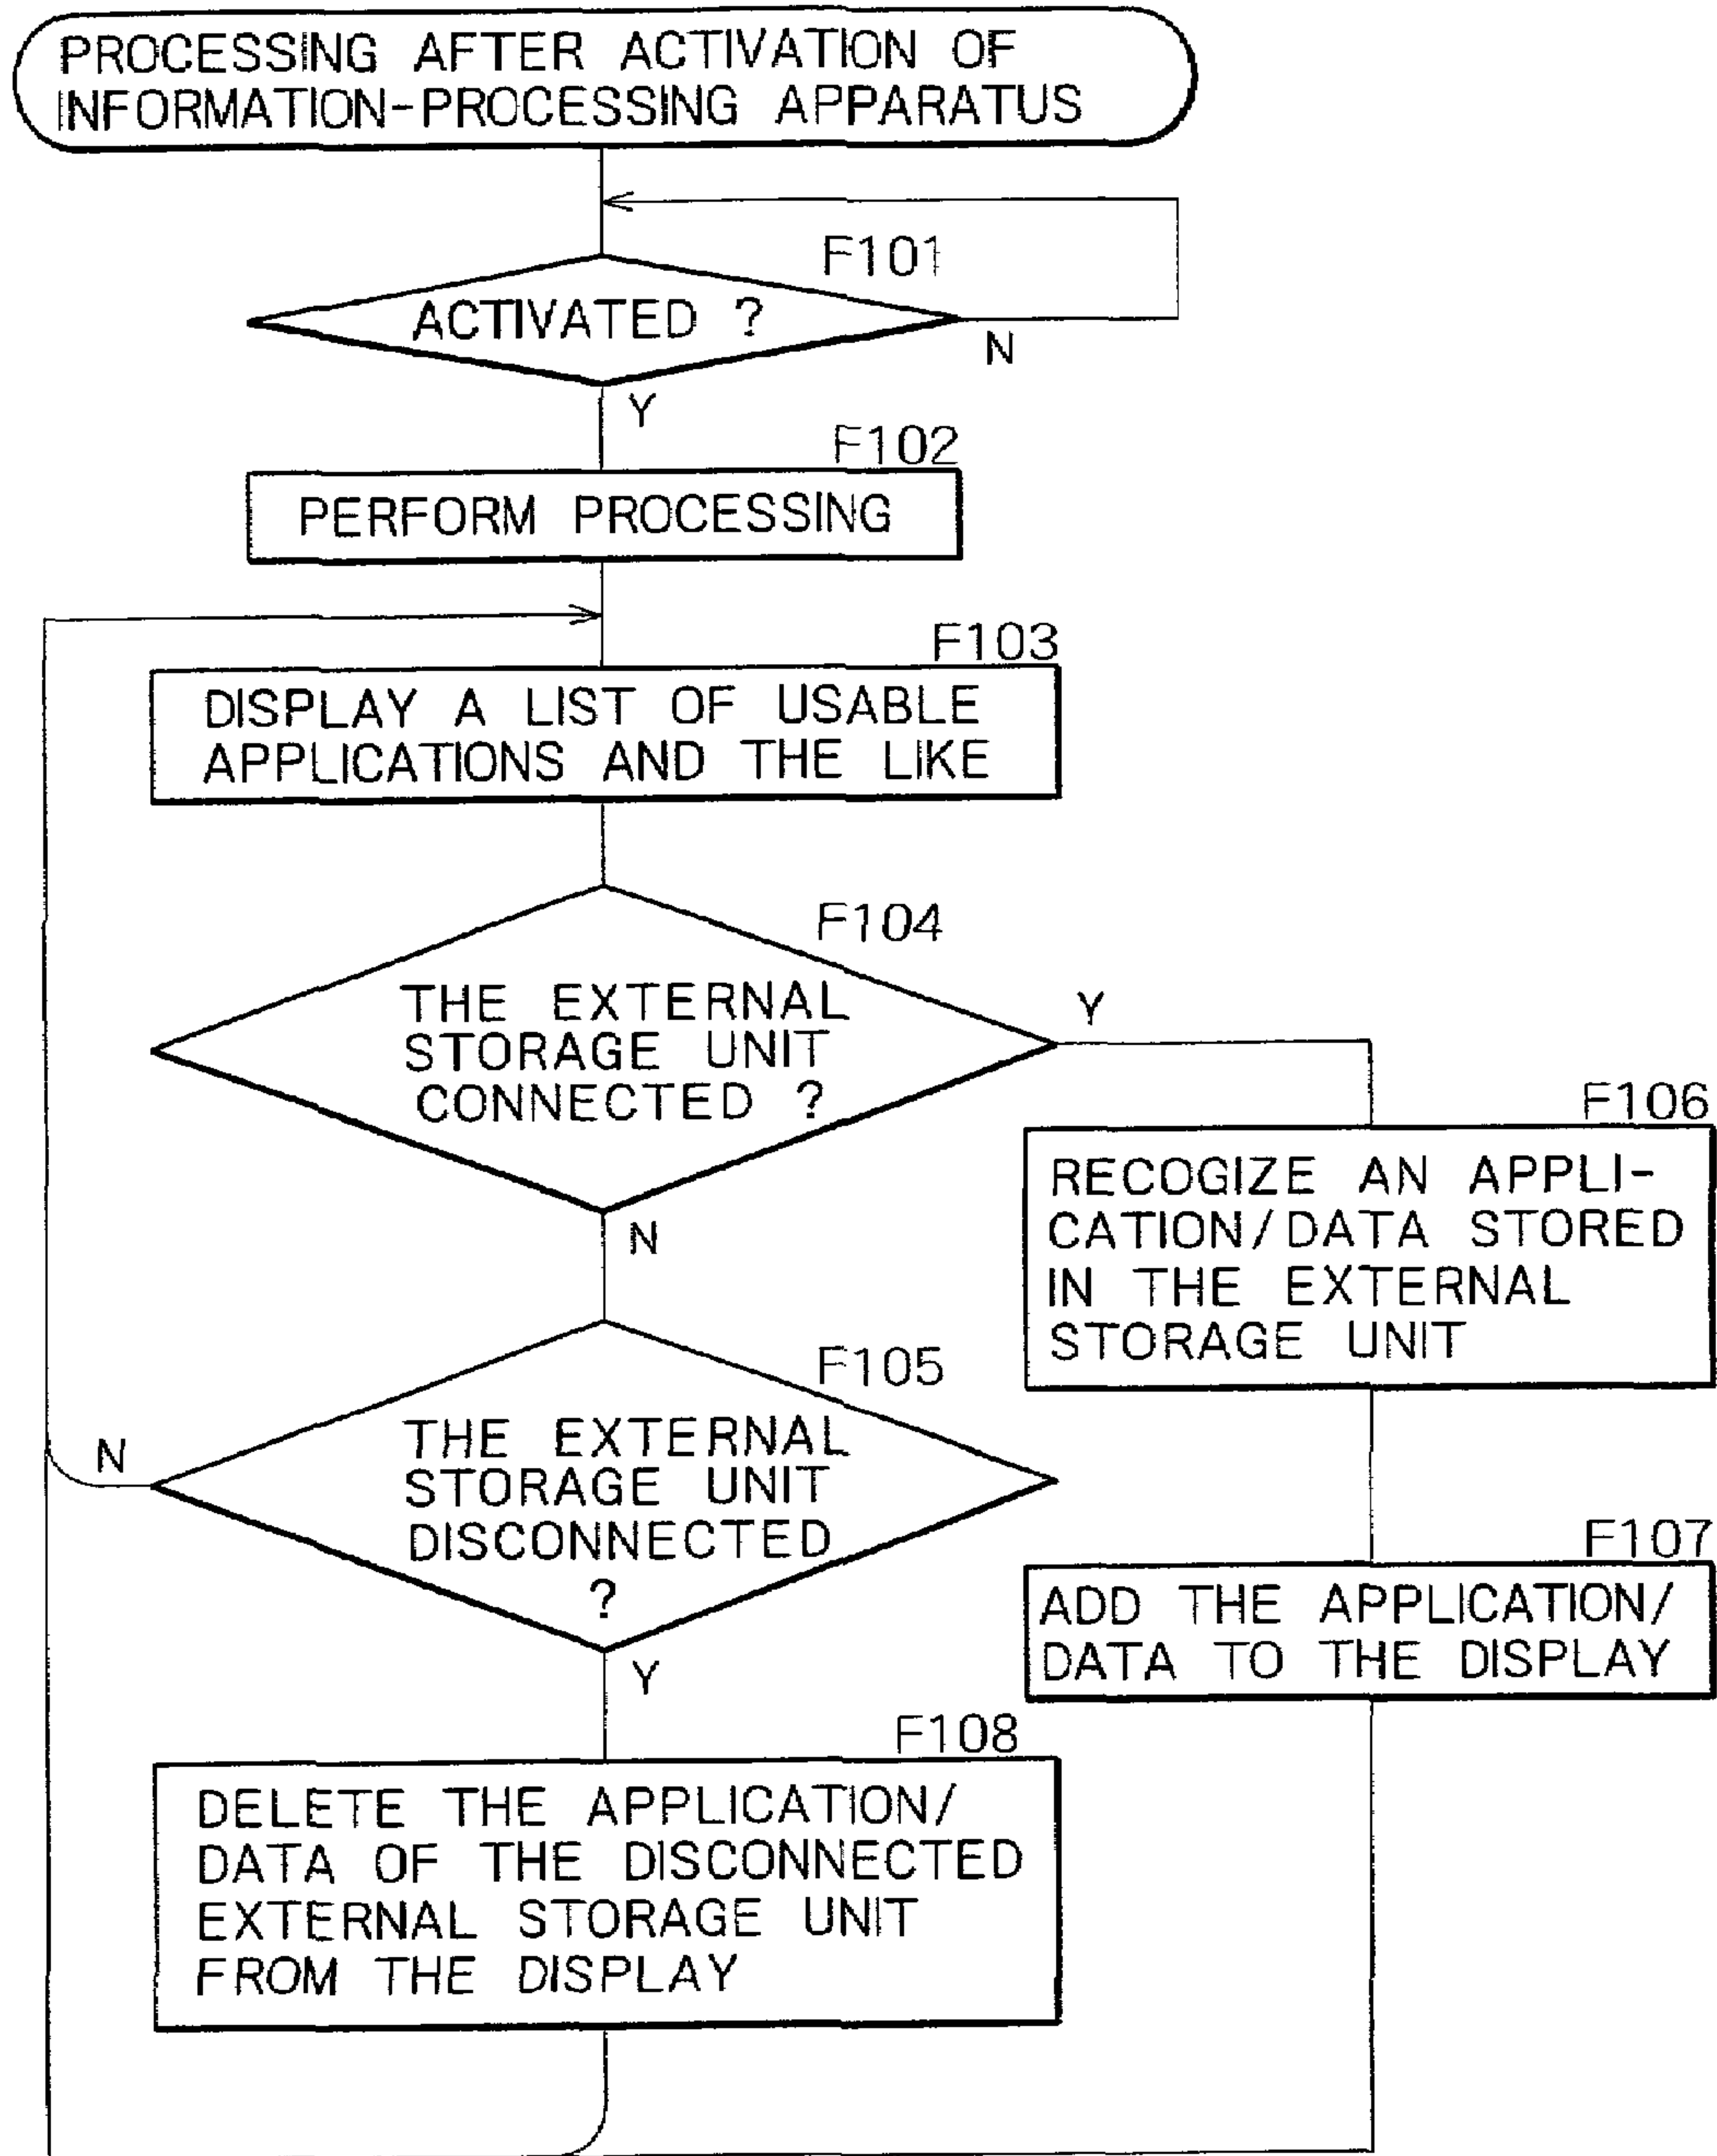 PROCESSING AFTER ACTIVATION OF
INFORMATION-PROCESSING APPARATUS
F101
ACTIVATED ?
N
Y
F102
PERFORM PROCESSING
F103
DISPLAY A LIST OF USABLE
APPLICATIONS AND THE LIKE
F104
THE EXTERNAL
STORAGE UNIT
CONNECTED ?
Y
N
F106
RECOGIZE AN APPLI-
CATION/DATA STORED
IN THE EXTERNAL
STORAGE UNIT
F105
THE EXTERNAL
STORAGE UNIT
DISCONNECTED
?
N
Y
F107
ADD THE APPLICATION/
DATA TO THE DISPLAY
F108
DELETE THE APPLICATION/
DATA OF THE DISCONNECTED
EXTERNAL STORAGE UNIT
FROM THE DISPLAY